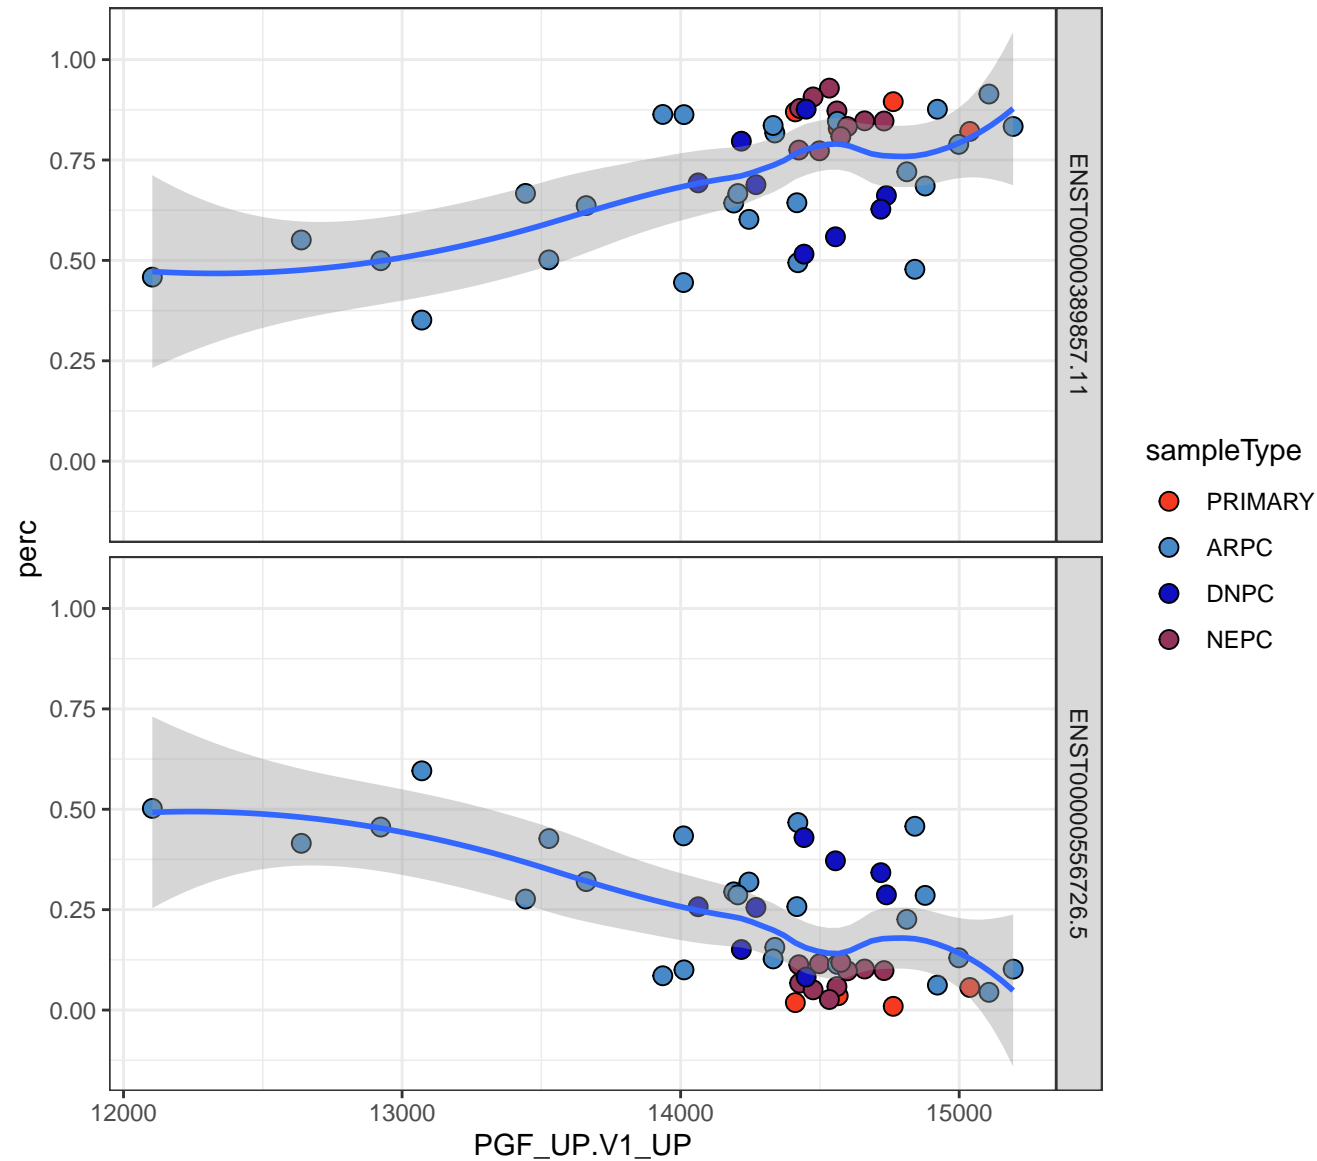 1.00
0.75
0.50
0.25
0.00
ENST00000389857.11
perc
1.00
0.75
0.50
0.25
0.00
ENST00000556726.5
12000 13000 14000 15000
PGF_UP.V1_UP
sampleType
PRIMARY
ARPC
DNPC
NEPC